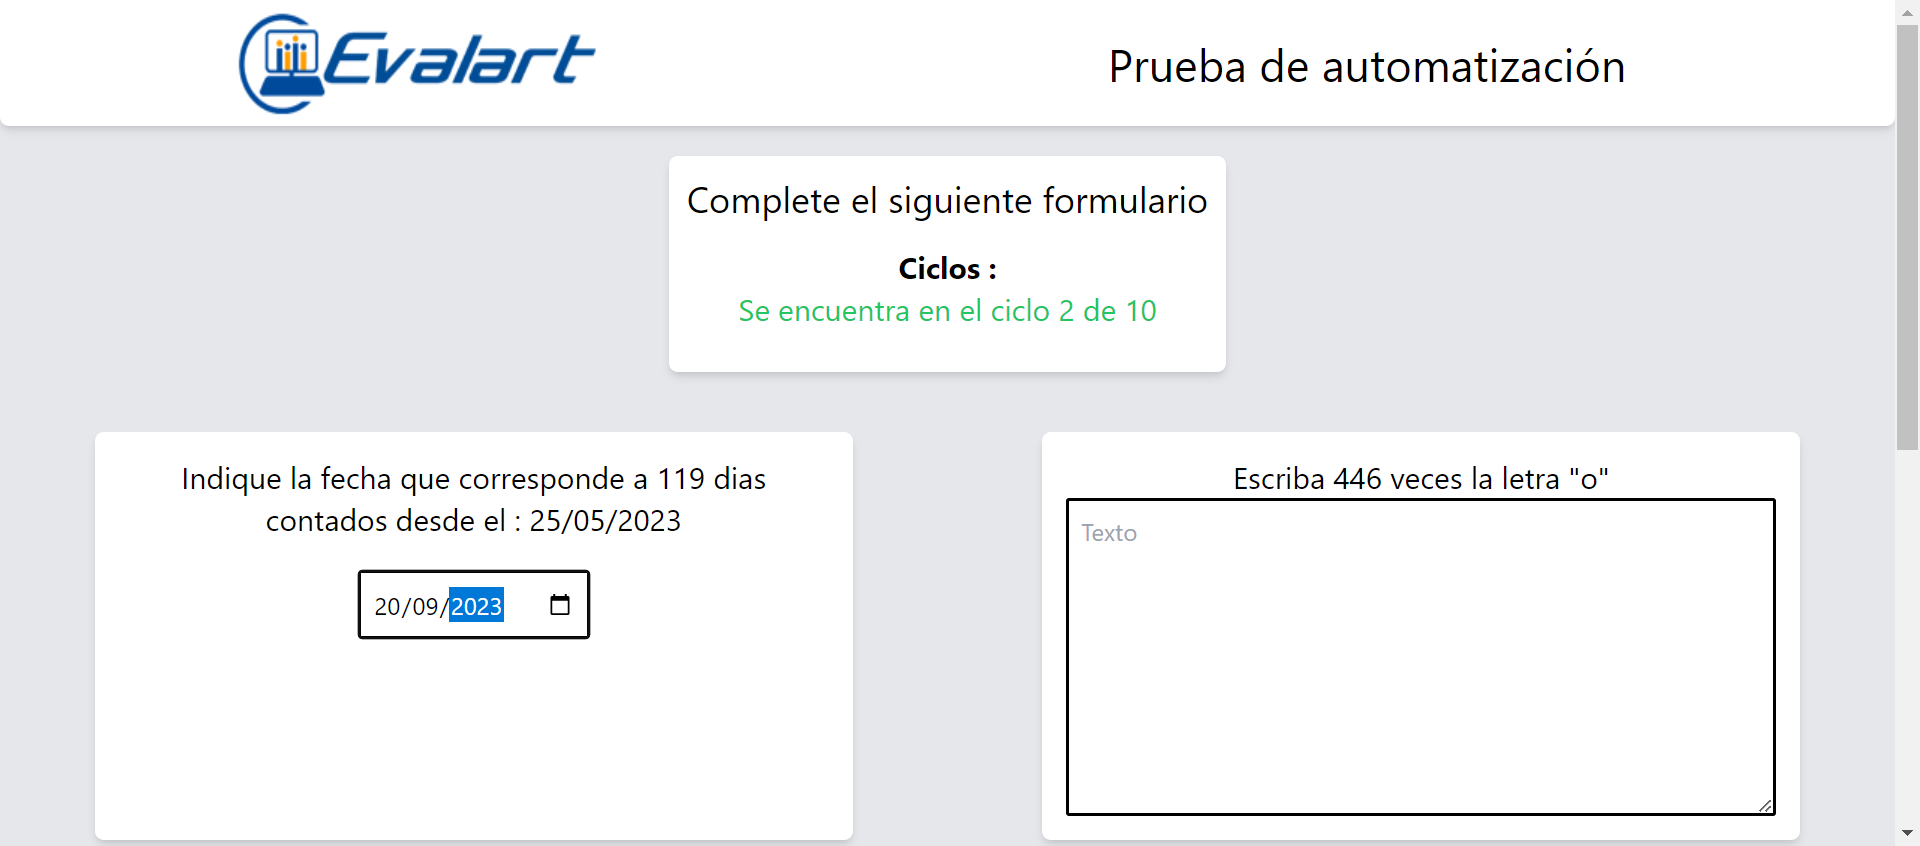 Evalart
Prueba de automatización
Complete el siguiente formulario
Ciclos :
Se encuentra en el ciclo 2 de 10
Indique la fecha que corresponde a 119 dias
contados desde el : 25/05/2023
20/09/2023
Escriba 446 veces la letra "o"
Texto